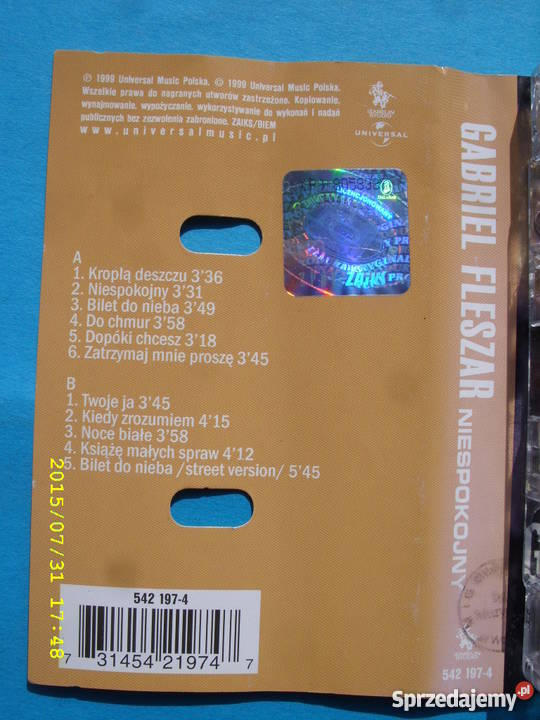 ℗ 1999 Universal Music Polska. © 1999 Universal Music Polska.
Wszelkie prawa do nagranych utworów zastrzeżone. Kopiowanie,
wynajmowanie, wypożyczanie, wykorzystywanie do wykonań i nadań
publicznych bez zezwolenia zabronione. ZAIKS/BIEM
www.universalmusic.pl
UNIVERSAL
A
1. Kroplą deszczu 3'36
2. Niespokojny 3'31
3. Bilet do nieba 3'49
4. Do chmur 3'58
5. Dopóki chcesz 3'18
6. Zatrzymaj mnie proszę 3'45
B
1. Twoje ja 3'45
2. Kiedy zrozumiem 4'15
3. Noce białe 3'58
4. Książę małych spraw 4'12
5. Bilet do nieba /street version/ 5'45
542 197-4
7 31454 21974 7
GABRIEL FLESZAR NIESPOKOJNY
542 197-4
LICENCJONOWANY
ZAiKS
2015/07/31 17:48
Sprzedajemy.pl